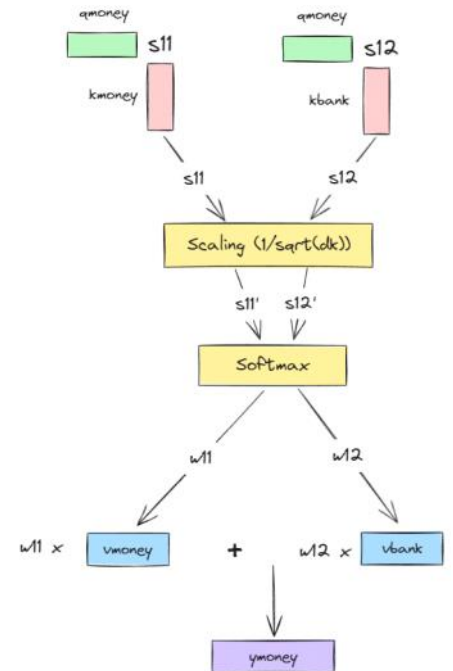 qmoney qmoney
s11 s12
kmoney kbank
s11 s12
Scaling (1/sqrt(dk))
s11' s12'
Softmax
w11 w12
w11 x vmoney + w12 x vbank
ymoney